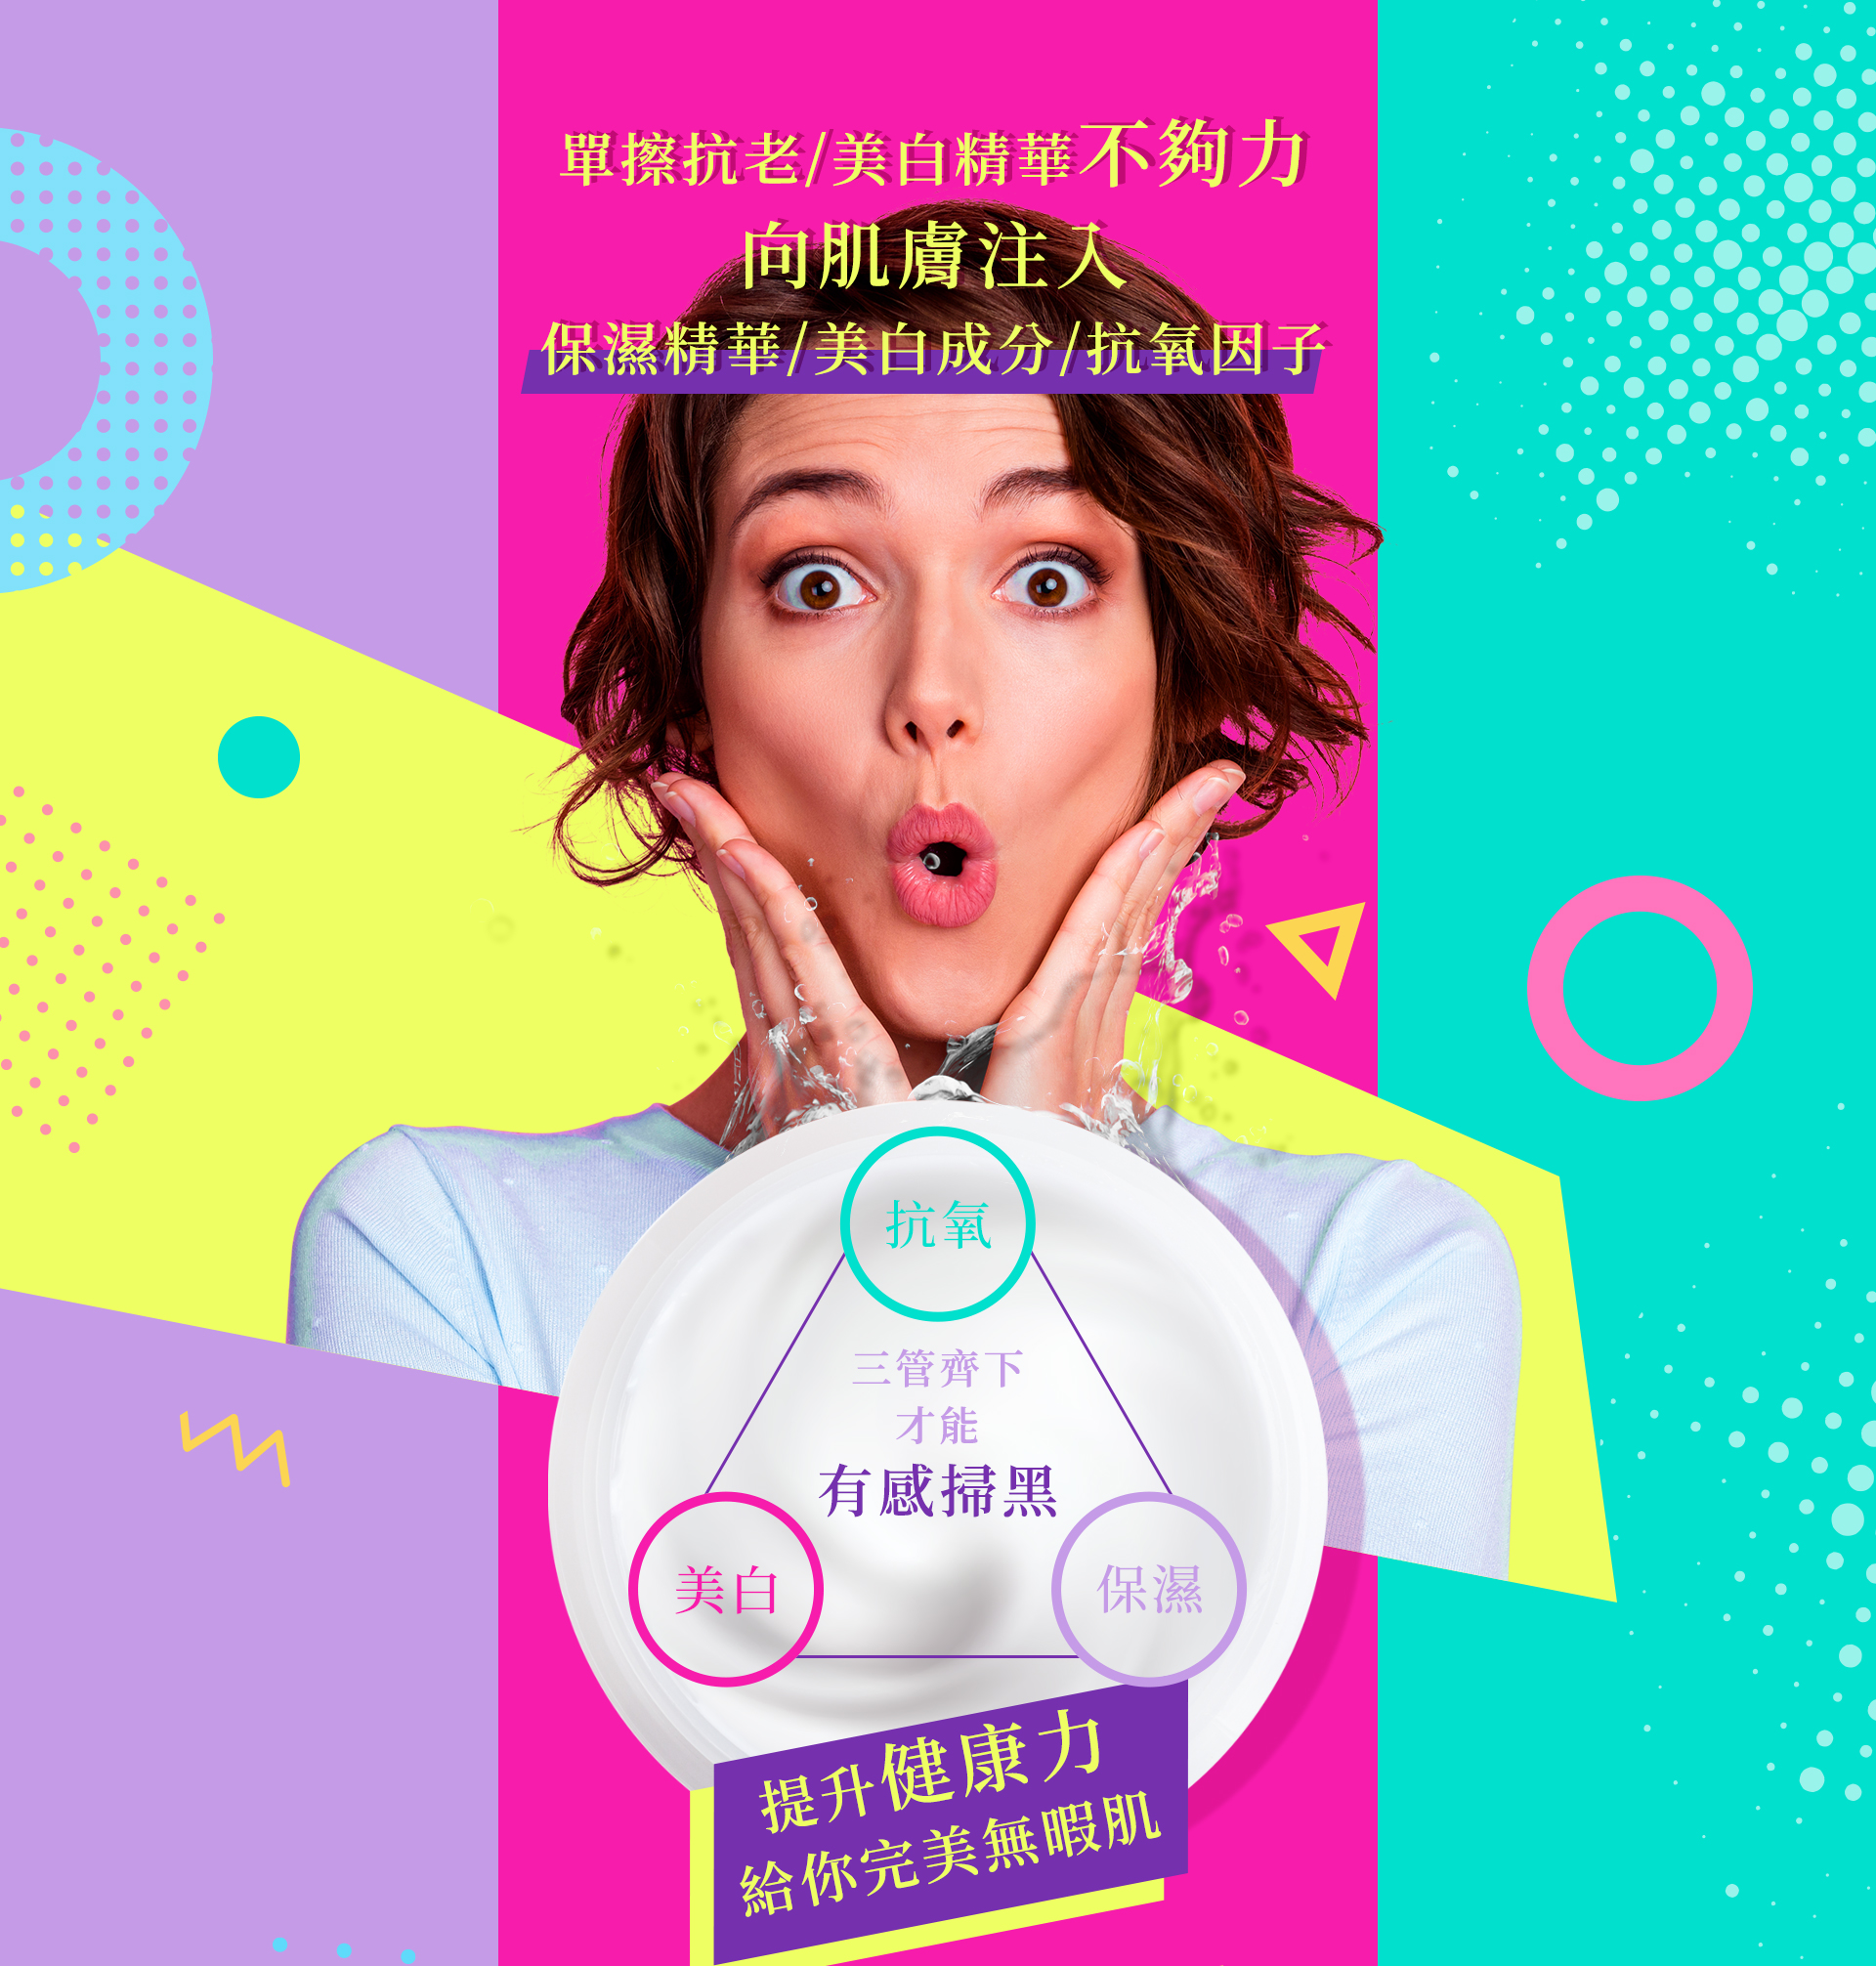 單擦抗老/美白精華不夠力
向肌膚注入
保濕精華/美白成分/抗氧因子
抗氧
三管齊下
才能
有感掃黑
美白
保濕
提升健康力
給你完美無暇肌